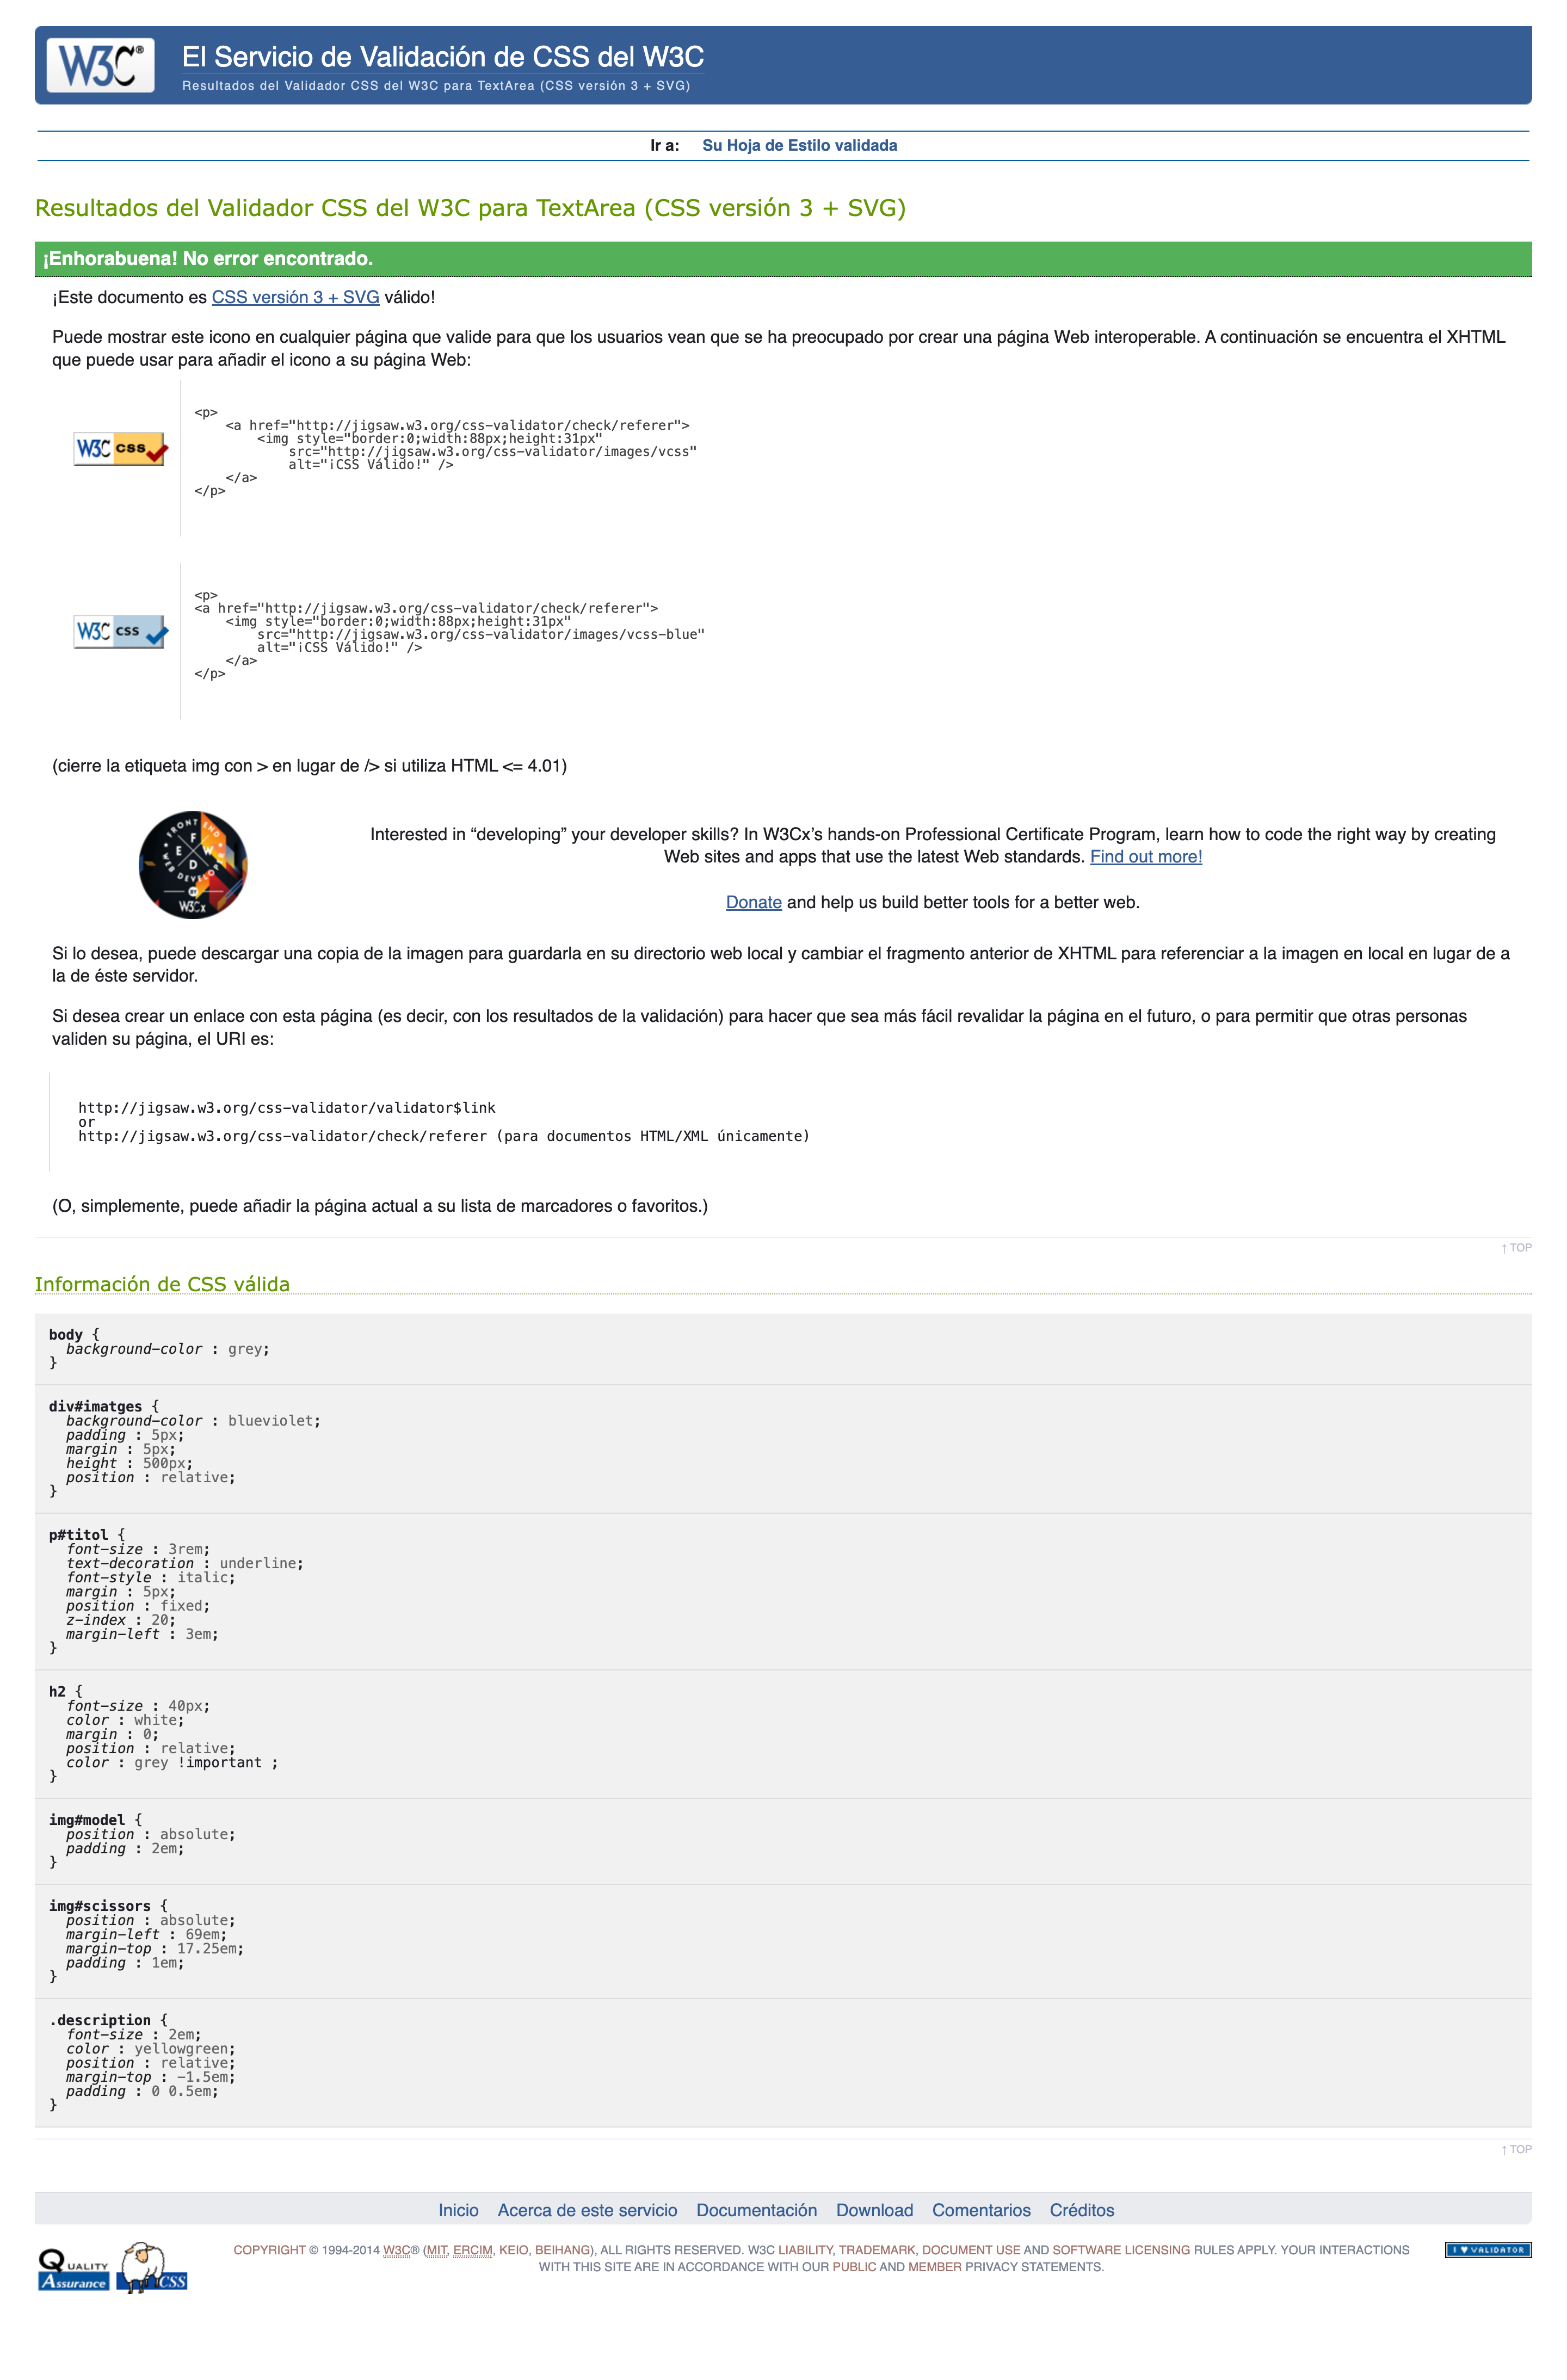 W3C®
El Servicio de Validación de CSS del W3C
Resultados del Validador CSS del W3C para TextArea (CSS versión 3 + SVG)
Ir a: Su Hoja de Estilo validada
Resultados del Validador CSS del W3C para TextArea (CSS versión 3 + SVG)
¡Enhorabuena! No error encontrado.
¡Este documento es CSS versión 3 + SVG válido!
Puede mostrar este icono en cualquier página que valide para que los usuarios vean que se ha preocupado por crear una página Web interoperable. A continuación se encuentra el XHTML
que puede usar para añadir el icono a su página Web:
W3C css
<p>
    <a href="http://jigsaw.w3.org/css-validator/check/referer">
        <img style="border:0;width:88px;height:31px"
            src="http://jigsaw.w3.org/css-validator/images/vcss"
            alt="¡CSS Válido!" />
    </a>
</p>
W3C css
<p>
<a href="http://jigsaw.w3.org/css-validator/check/referer">
    <img style="border:0;width:88px;height:31px"
        src="http://jigsaw.w3.org/css-validator/images/vcss-blue"
        alt="¡CSS Válido!" />
    </a>
</p>
(cierre la etiqueta img con > en lugar de /> si utiliza HTML <= 4.01)
FRONT END
F
E W
D
WEB DEVELOPER
BY
W3Cx
Interested in “developing” your developer skills? In W3Cx’s hands-on Professional Certificate Program, learn how to code the right way by creating
Web sites and apps that use the latest Web standards. Find out more!
Donate and help us build better tools for a better web.
Si lo desea, puede descargar una copia de la imagen para guardarla en su directorio web local y cambiar el fragmento anterior de XHTML para referenciar a la imagen en local en lugar de a
la de éste servidor.
Si desea crear un enlace con esta página (es decir, con los resultados de la validación) para hacer que sea más fácil revalidar la página en el futuro, o para permitir que otras personas
validen su página, el URI es:
http://jigsaw.w3.org/css-validator/validator$link
or
http://jigsaw.w3.org/css-validator/check/referer (para documentos HTML/XML únicamente)
(O, simplemente, puede añadir la página actual a su lista de marcadores o favoritos.)
↑ TOP
Información de CSS válida
body {
  background-color : grey;
}
div#imatges {
  background-color : blueviolet;
  padding : 5px;
  margin : 5px;
  height : 500px;
  position : relative;
}
p#titol {
  font-size : 3rem;
  text-decoration : underline;
  font-style : italic;
  margin : 5px;
  position : fixed;
  z-index : 20;
  margin-left : 3em;
}
h2 {
  font-size : 40px;
  color : white;
  margin : 0;
  position : relative;
  color : grey !important ;
}
img#model {
  position : absolute;
  padding : 2em;
}
img#scissors {
  position : absolute;
  margin-left : 69em;
  margin-top : 17.25em;
  padding : 1em;
}
.description {
  font-size : 2em;
  color : yellowgreen;
  position : relative;
  margin-top : -1.5em;
  padding : 0 0.5em;
}
↑ TOP
Inicio Acerca de este servicio Documentación Download Comentarios Créditos
QUALITY
Assurance
CSS
COPYRIGHT © 1994-2014 W3C® (MIT, ERCIM, KEIO, BEIHANG), ALL RIGHTS RESERVED. W3C LIABILITY, TRADEMARK, DOCUMENT USE AND SOFTWARE LICENSING RULES APPLY. YOUR INTERACTIONS
WITH THIS SITE ARE IN ACCORDANCE WITH OUR PUBLIC AND MEMBER PRIVACY STATEMENTS.
I ♥ VALIDATOR